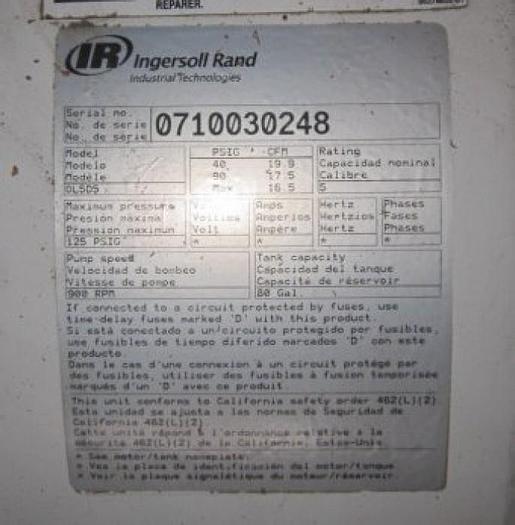 RÉPARER.
IR Ingersoll Rand
Industrial Technologies
Serial no.
No. de serie
No. de série
0710030248
Model
Modelo
Modèle
OL5D5
PSIG CFM
40 19.9
90 17.5
Max 16.5
Rating
Capacidad nominal
Calibre
5
Maximum pressure
Presión máxima
Pression maximum
125 PSIG
Voltios
Volt
*
Amps
Amperios
Ampère
*
Hertz
Hertzios
Hertz
*
Phases
Fases
Phases
*
Pump speed
Velocidad de bombeo
Vitesse de pompe
900 RPM
Tank capacity
Capacidad del tanque
Capacité de réservoir
80 Gal.
If connected to a circuit protected by fuses, use
time-delay fuses marked 'D' with this product.
Si está conectado a un circuito protegido por fusibles,
use fusibles de tiempo diferido marcados 'D' con este
producto.
Dans le cas d'une connexion à un circuit protégé par
des fusibles, utiliser des fusibles à fusion temporisée
marqués d'un 'D' avec ce produit.
This unit conforms to California safety order 462(L)(2)
Esta unidad se ajusta a las normas de Seguridad de
California 462(L)(2).
Cette unité répond à l'ordonnance relative à la
sécurité 462(L)(2) de la Californie, Estos-Unis.
* See motor/tank nameplate.
* Vea la placa de identificación del motor/tanque
* Voir la plaque signalétique du moteur/réservoir.